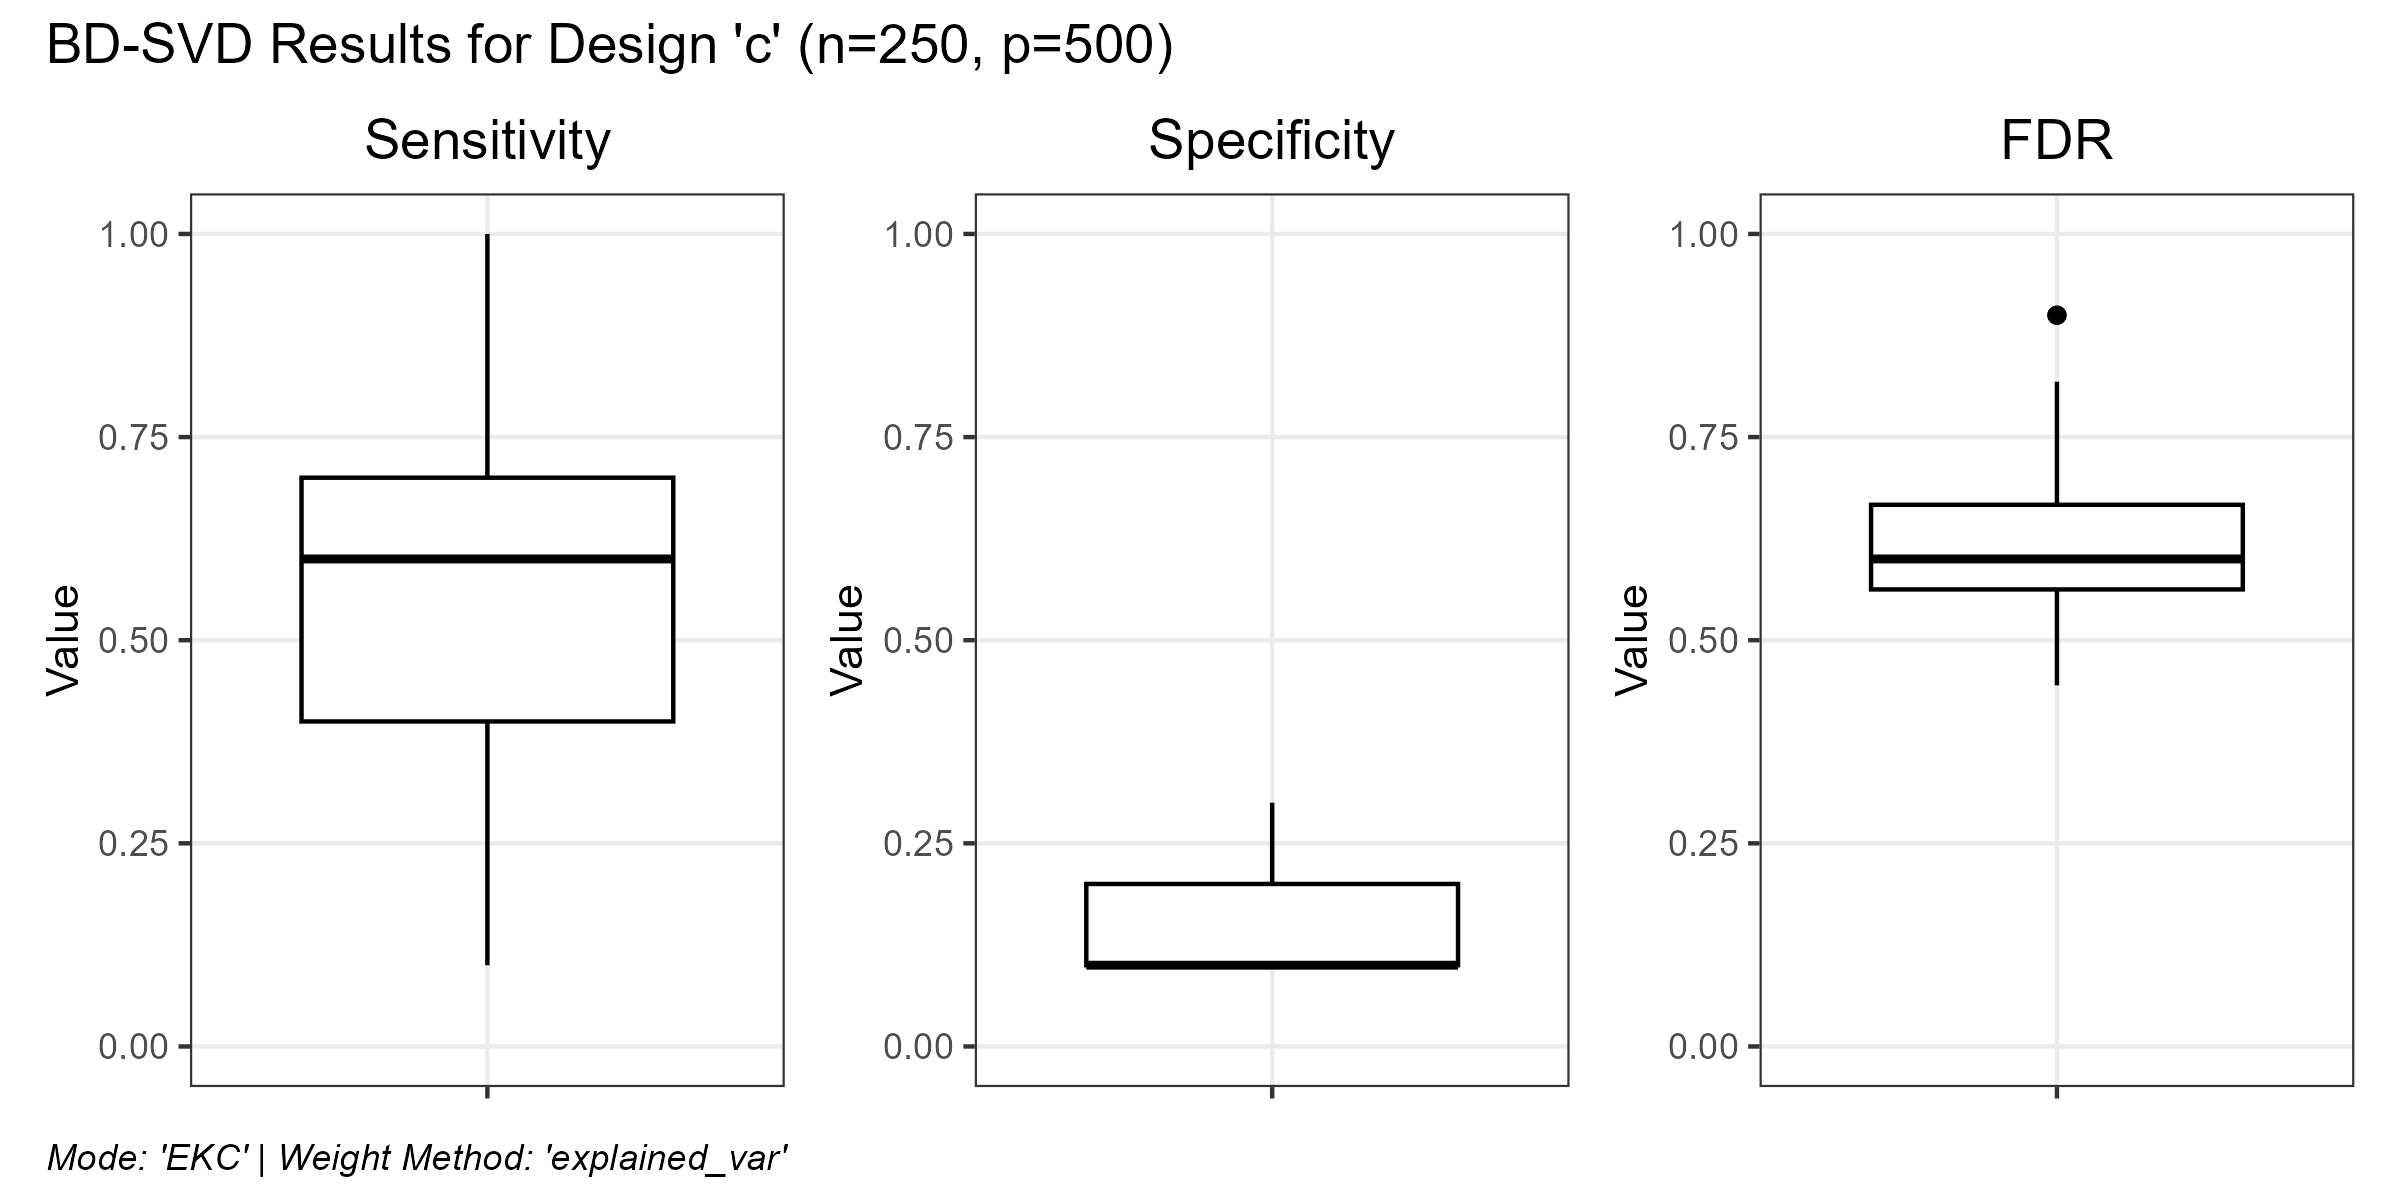 BD-SVD Results for Design 'c' (n=250, p=500)
Sensitivity
Value
1.00
0.75
0.50
0.25
0.00
Specificity
Value
1.00
0.75
0.50
0.25
0.00
FDR
Value
1.00
0.75
0.50
0.25
0.00
Mode: 'EKC' | Weight Method: 'explained_var'